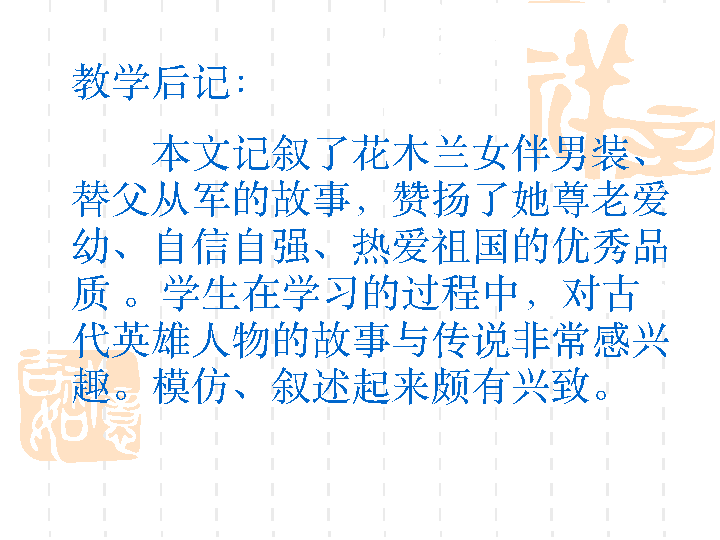 教学后记：
本文记叙了花木兰女伴男装、
替父从军的故事，赞扬了她尊老爱
幼、自信自强、热爱祖国的优秀品
质 。学生在学习的过程中，对古
代英雄人物的故事与传说非常感兴
趣。模仿、叙述起来颇有兴致。